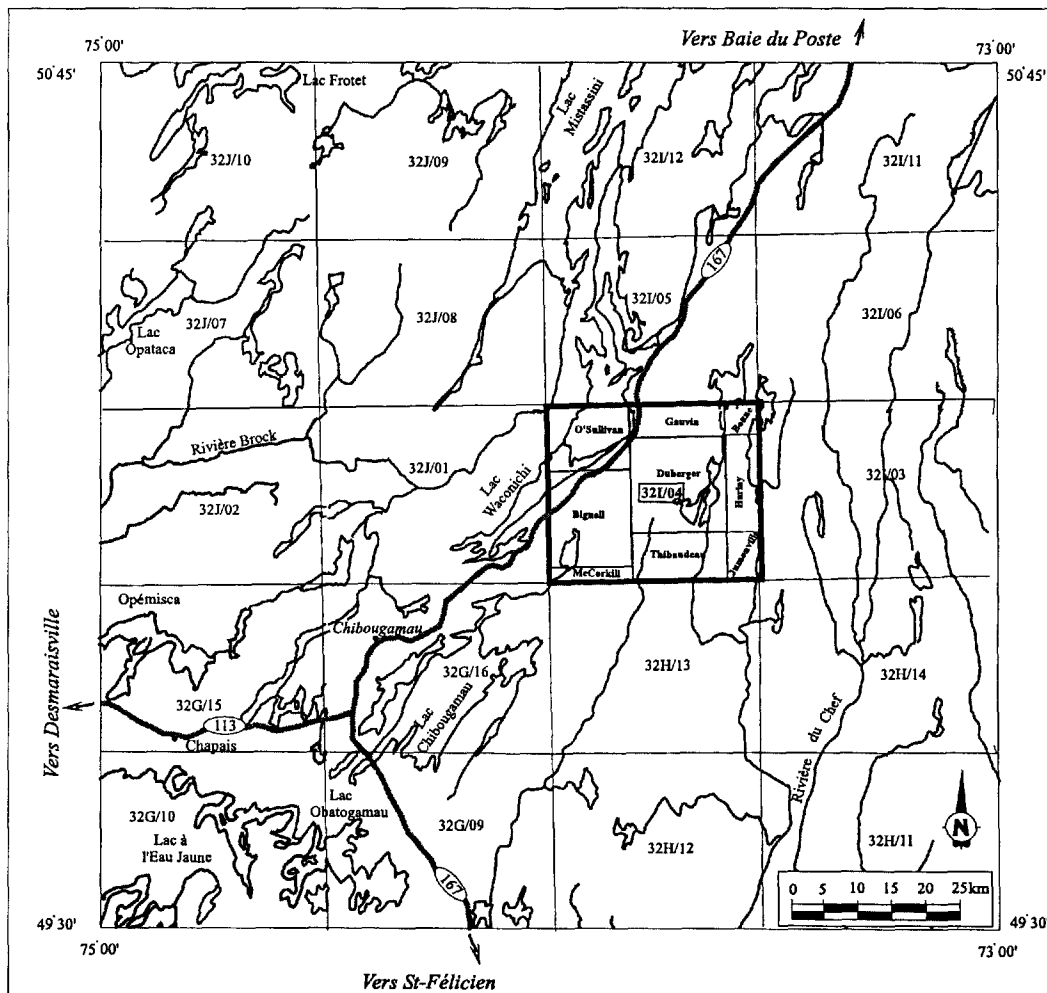 75° 00'
Vers Baie du Poste
73° 00'
50° 45'
50° 45'
Lac Frotet
Lac
Mistassini
32J/10
32J/09
32I/12
32I/11
167
32J/07
32J/08
32I/05
32I/06
Lac
Opataca
O'Sullivan
Gauvin
Rivière Brock
32J/01
Duberger
32I/04
32I/03
Lac
Waconichi
32J/02
Bignell
Hurlay
Thibaudeau
McCorkill
Opémisca
Chibougamau
32G/16
32H/13
32H/14
32G/15
Lac
Chibougamau
113
Chapais
Vers Desmaraisville
Rivière du Chef
Lac
Obatogamau
32G/10
32G/09
32H/12
32H/11
Lac à
l'Eau Jaune
N
167
0 5 10 15 20 25km
49° 30'
49° 30'
75° 00'
73° 00'
Vers St-Félicien